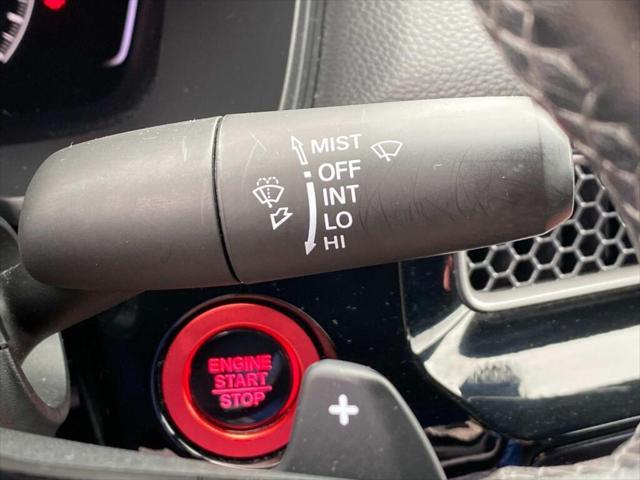 MIST
OFF
INT
LO
HI
ENGINE
START
STOP
+